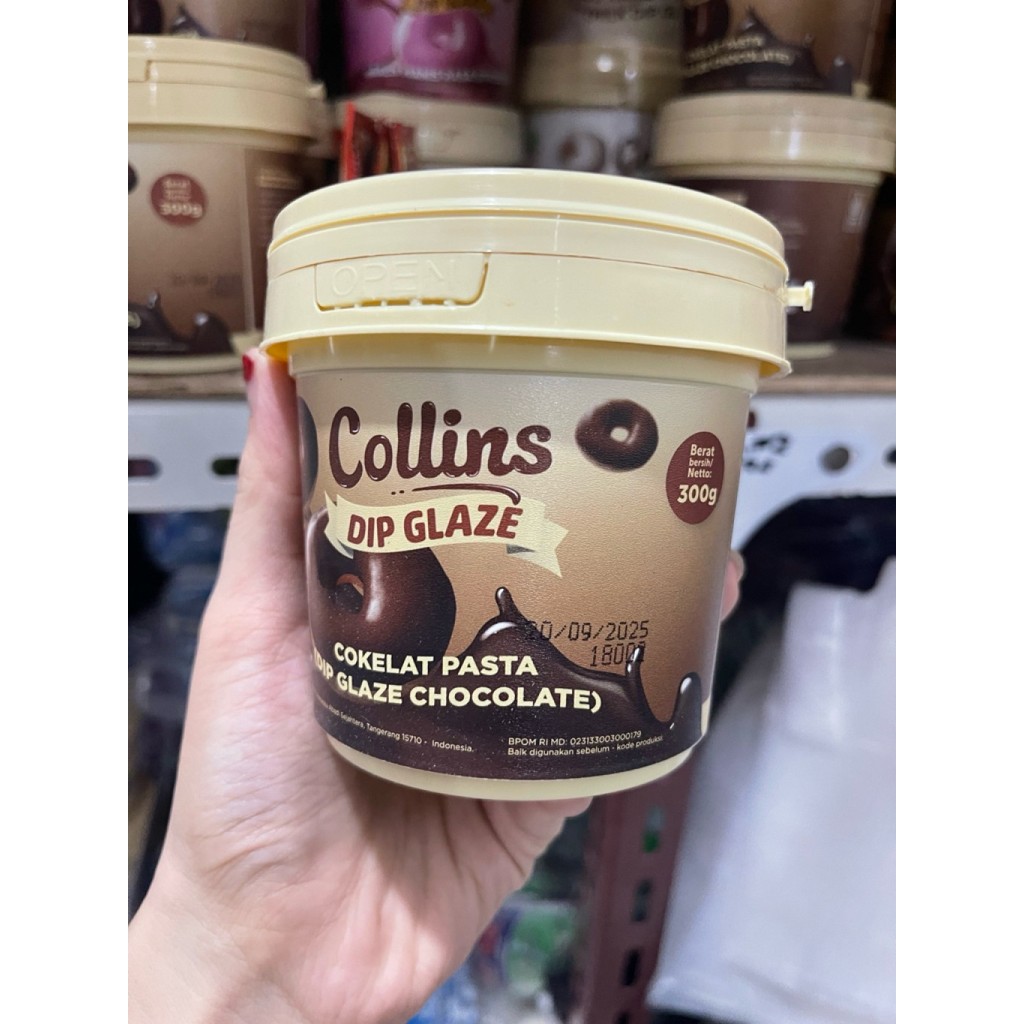 OPEN
Collins
DIP GLAZE
Berat
bersih/
Netto:
300g
20/09/2025
COKELAT PASTA
(DIP GLAZE CHOCOLATE)
Tangerang 15710 - Indonesia.
BPOM RI MD: 023133003000179
Baik digunakan sebelum - kode produksi
300g